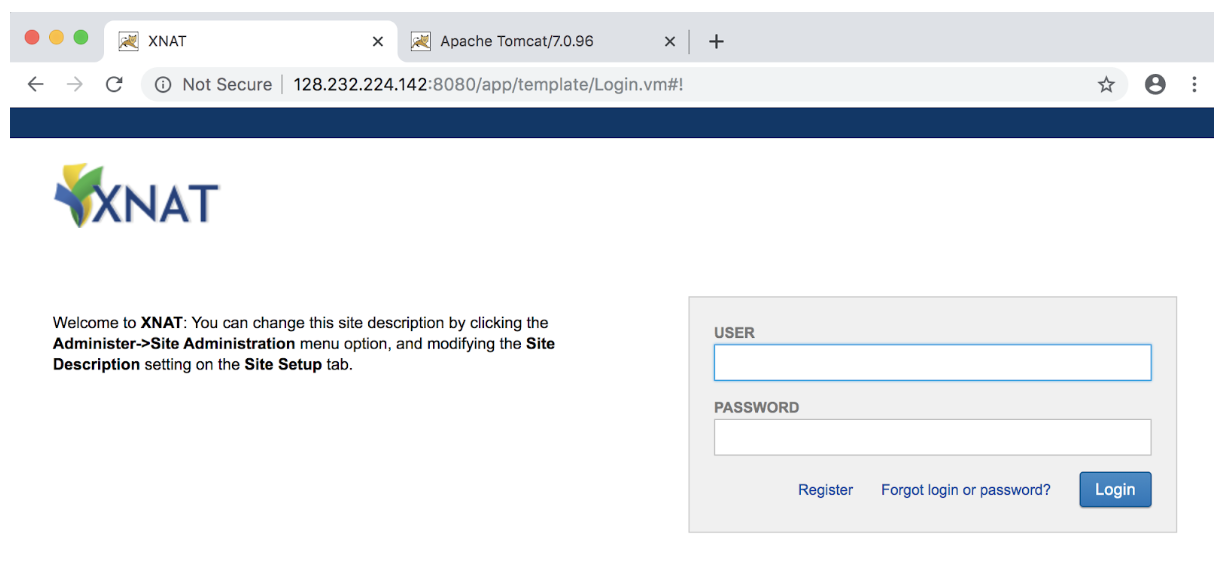 XNAT
Apache Tomcat/7.0.96
Not Secure | 128.232.224.142:8080/app/template/Login.vm#!
XNAT
Welcome to XNAT: You can change this site description by clicking the
Administer->Site Administration menu option, and modifying the Site
Description setting on the Site Setup tab.
USER
PASSWORD
Register Forgot login or password? Login